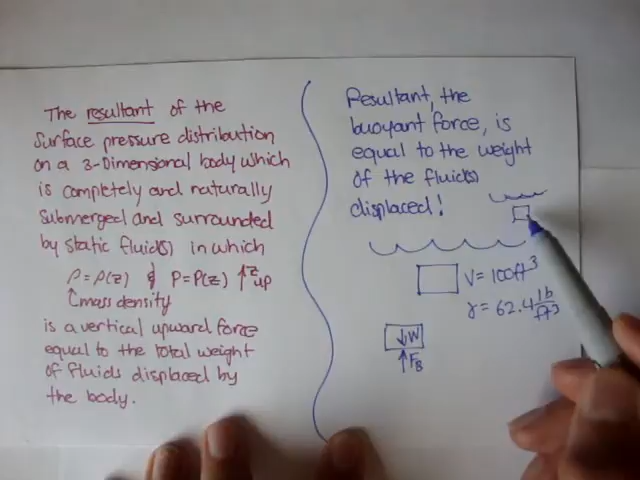 The resultant of the
surface pressure distribution
on a 3-Dimensional body which
is completely and naturally
submerged and surrounded
by static fluid(s) in which
ρ=ρ(z) & P=P(z) ↑z up
↑mass density
is a vertical upward force
equal to the total weight
of fluids displaced by
the body.
Resultant, the
buoyant force, is
equal to the weight
of the fluid(s)
displaced!
V=100ft³
γ=62.4 lb/ft³
↓W
↑F_B